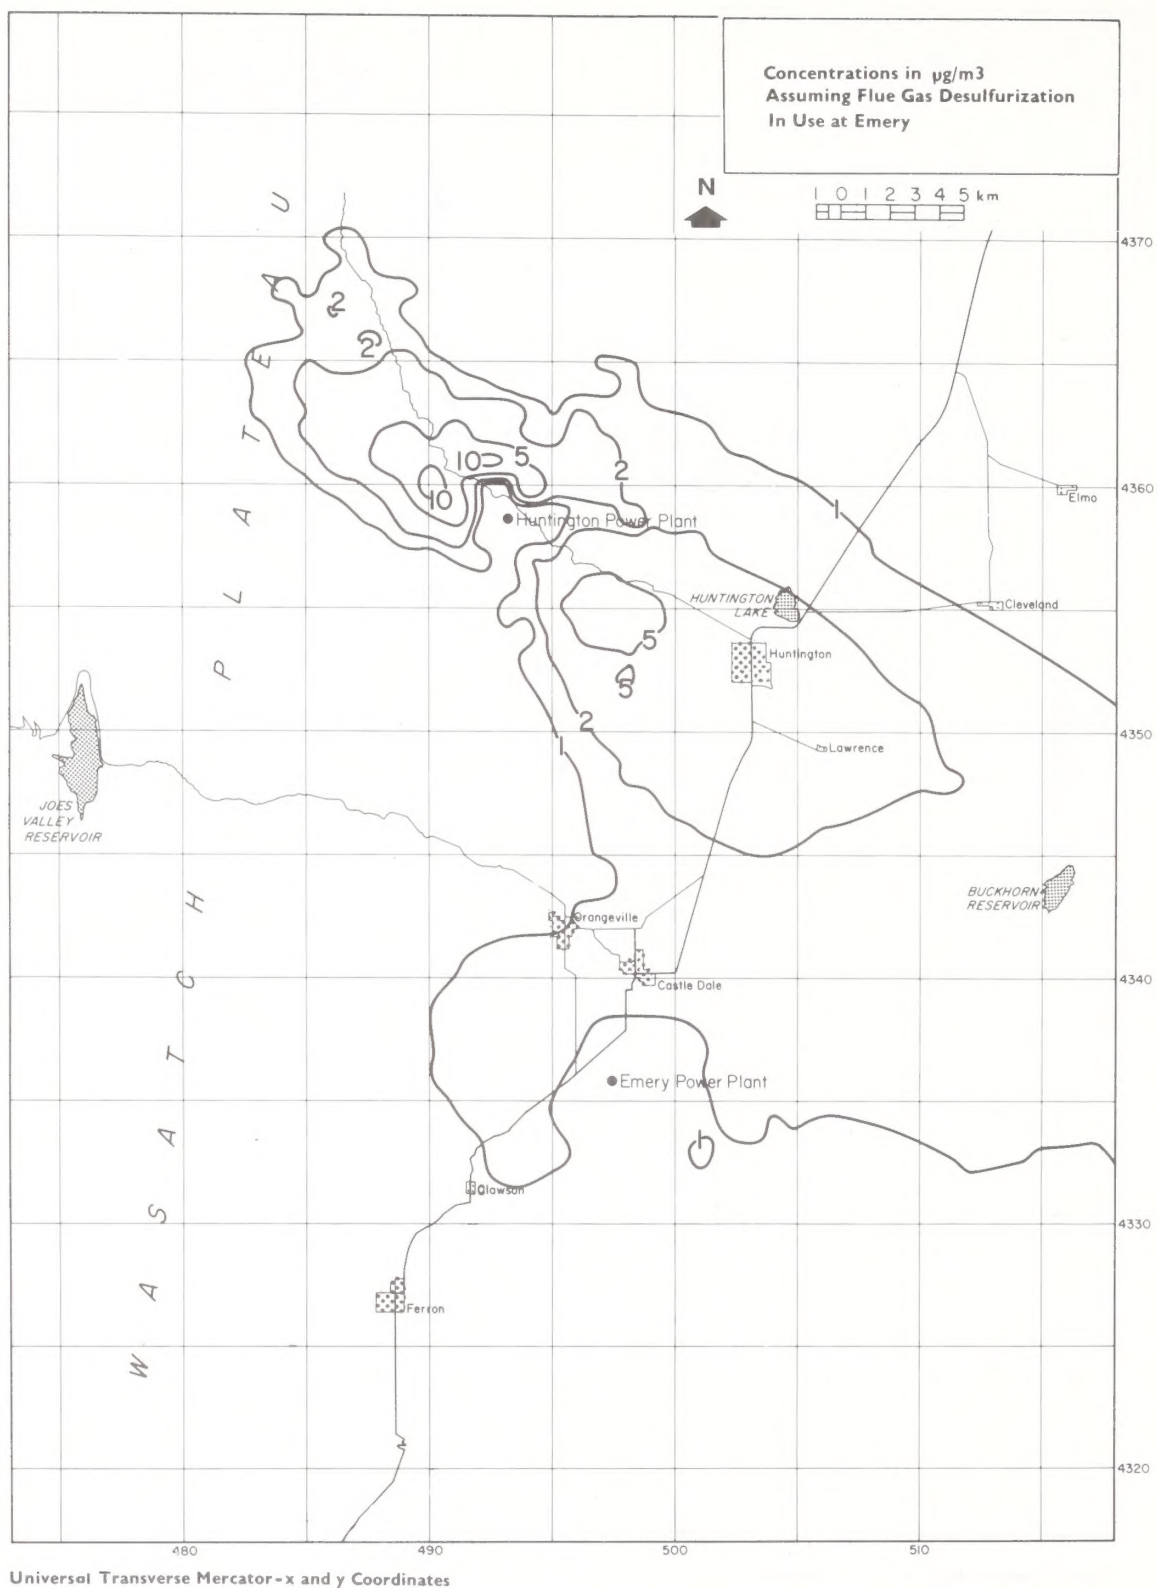 Concentrations in µg/m3
Assuming Flue Gas Desulfurization
In Use at Emery
N
1 0 1 2 3 4 5 km
WASATCH PLATEAU
4370
2
2
5
10
10
2
4360
1
Elmo
Huntington Power Plant
HUNTINGTON
LAKE
Cleveland
5
Huntington
5
2
1
4350
Lawrence
JOES
VALLEY
RESERVOIR
BUCKHORN
RESERVOIR
Orangeville
Castle Dale
4340
Emery Power Plant
1
Clawson
4330
Ferron
4320
480
490
500
510
Universal Transverse Mercator-x and y Coordinates